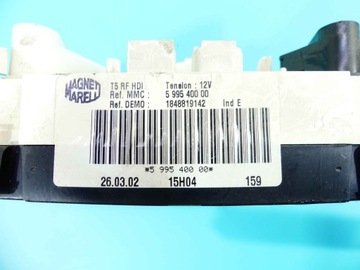 MAGNETI
MARELLI
T5 RF HDI Tension : 12V
Ref. MMC : 5 995 400 00
Ref. DEMO : 1848819142 Ind E
*5 995 400 00*
26.03.02 15H04 159